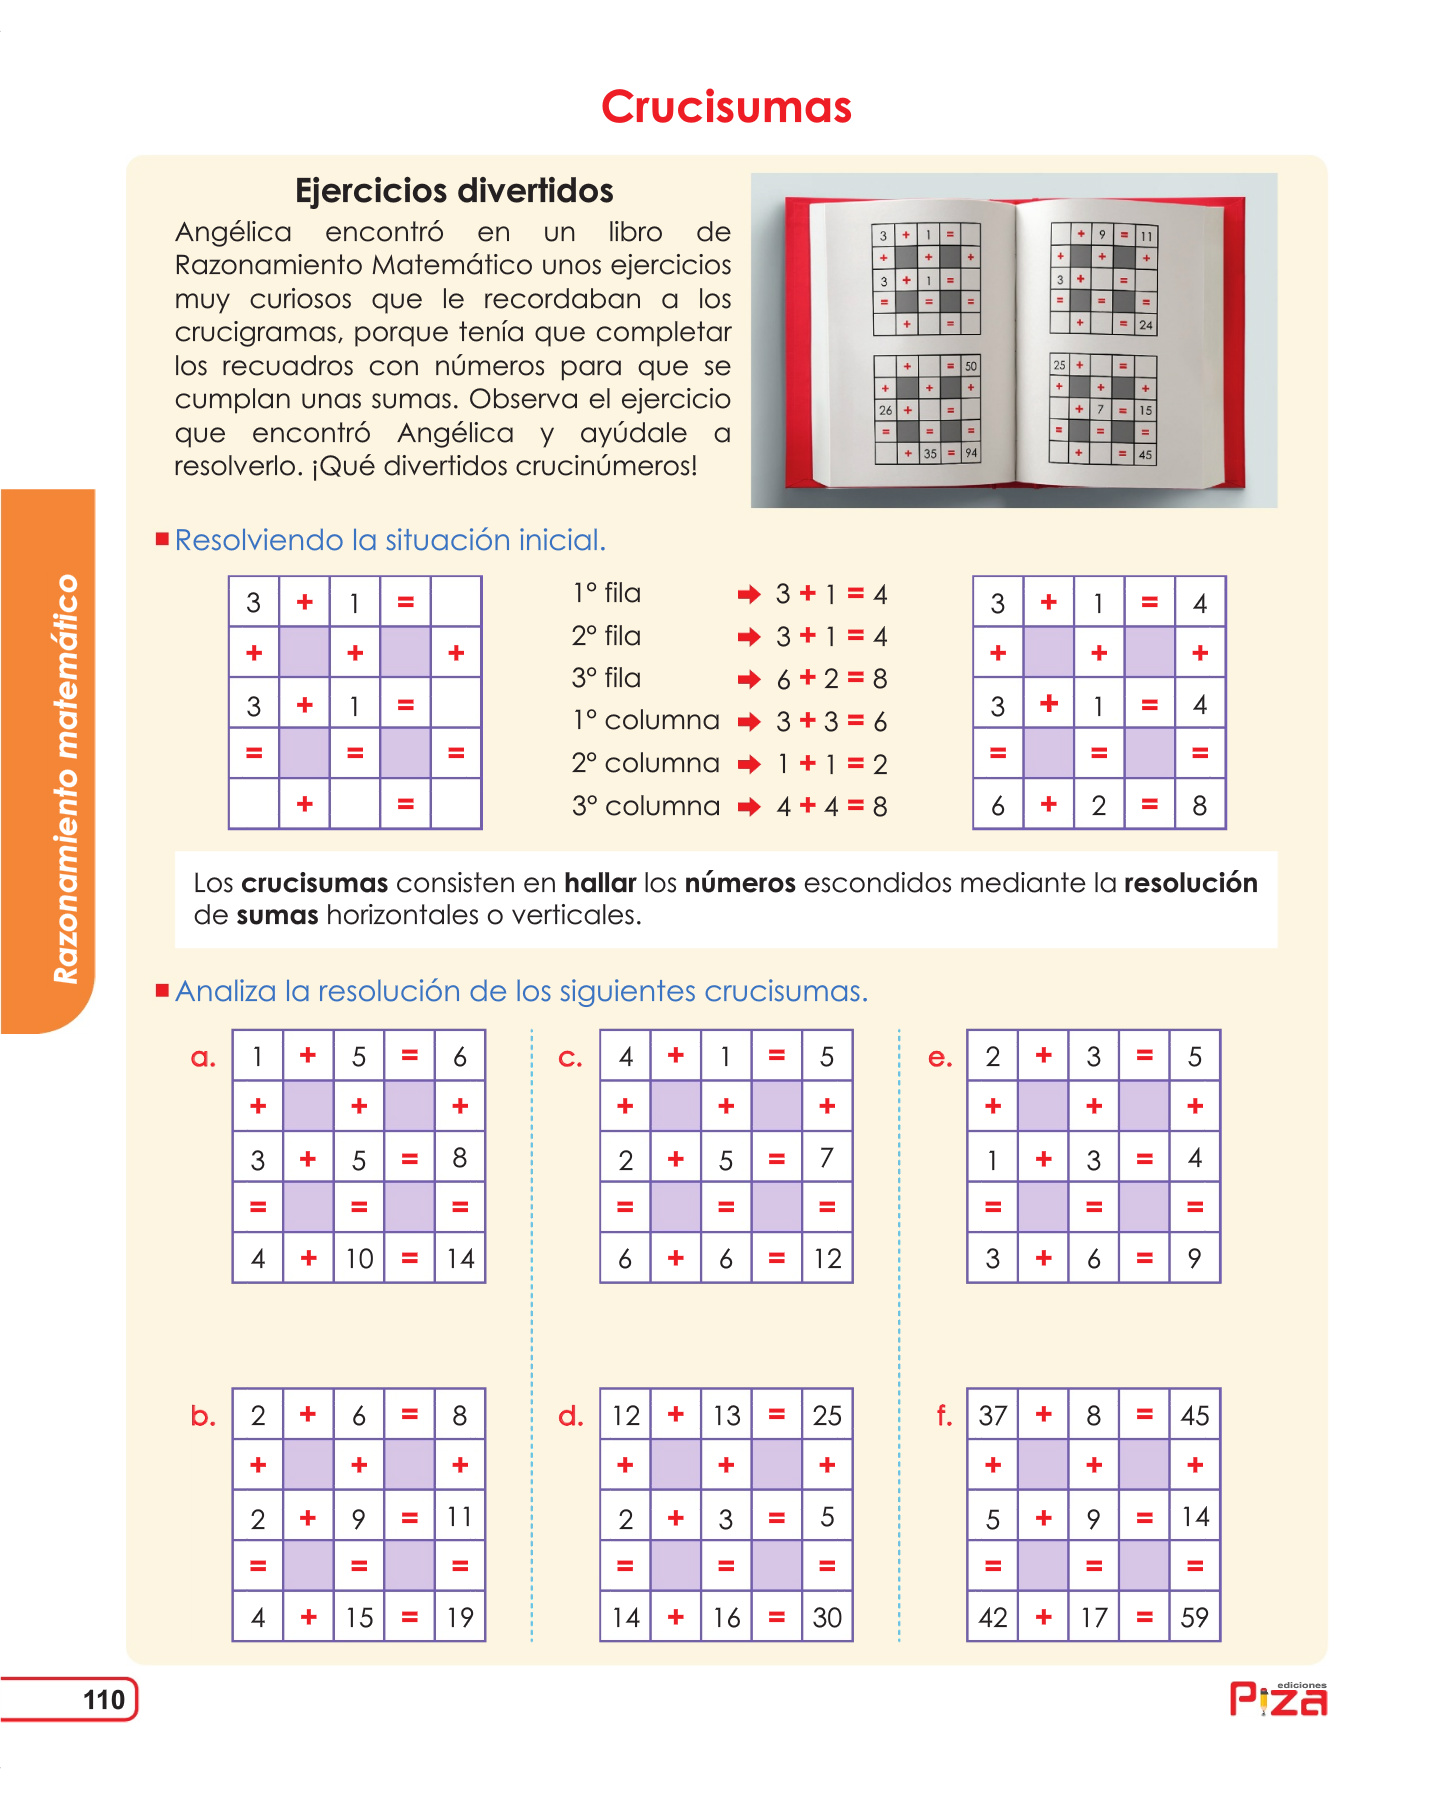 Crucisumas
Ejercicios divertidos
Angélica encontró en un libro de
Razonamiento Matemático unos ejercicios
muy curiosos que le recordaban a los
crucigramas, porque tenía que completar
los recuadros con números para que se
cumplan unas sumas. Observa el ejercicio
que encontró Angélica y ayúdale a
resolverlo. ¡Qué divertidos crucinúmeros!
3 + 1 =
+ + +
3 + 1 =
= = =
+ =
+ 9 = 11
+ + +
3 + =
= = =
+ = 24
+ = 50
+ + +
26 + =
= = =
+ 35 = 94
25 + =
+ + +
+ 7 = 15
= = =
+ = 45
Razonamiento matemático
Resolviendo la situación inicial.
3 + 1 =
+ + +
3 + 1 =
= = =
+ =
1° fila 3 + 1 = 4
2° fila 3 + 1 = 4
3° fila 6 + 2 = 8
1° columna 3 + 3 = 6
2° columna 1 + 1 = 2
3° columna 4 + 4 = 8
3 + 1 = 4
+ + +
3 + 1 = 4
= = =
6 + 2 = 8
Los crucisumas consisten en hallar los números escondidos mediante la resolución
de sumas horizontales o verticales.
Analiza la resolución de los siguientes crucisumas.
a. 1 + 5 = 6
+ + +
3 + 5 = 8
= = =
4 + 10 = 14
c. 4 + 1 = 5
+ + +
2 + 5 = 7
= = =
6 + 6 = 12
e. 2 + 3 = 5
+ + +
1 + 3 = 4
= = =
3 + 6 = 9
b. 2 + 6 = 8
+ + +
2 + 9 = 11
= = =
4 + 15 = 19
d. 12 + 13 = 25
+ + +
2 + 3 = 5
= = =
14 + 16 = 30
f. 37 + 8 = 45
+ + +
5 + 9 = 14
= = =
42 + 17 = 59
110
ediciones
Piza